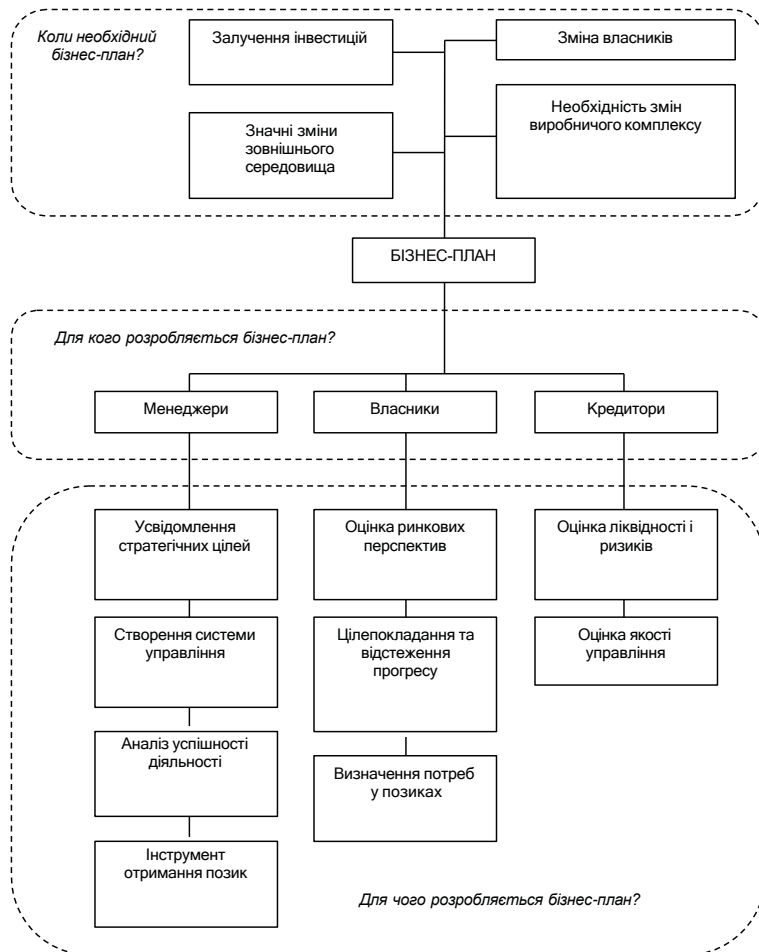 Коли необхідний
бізнес-план?
Залучення інвестицій
Зміна власників
Значні зміни
зовнішнього
середовища
Необхідність змін
виробничого комплексу
БІЗНЕС-ПЛАН
Для кого розробляється бізнес-план?
Менеджери
Власники
Кредитори
Усвідомлення
стратегічних цілей
Оцінка ринкових
перспектив
Оцінка ліквідності і
ризиків
Створення системи
управління
Цілепокладання та
відстеження
прогресу
Оцінка якості
управління
Аналіз успішності
діяльності
Визначення потреб
у позиках
Інструмент
отримання позик
Для чого розробляється бізнес-план?